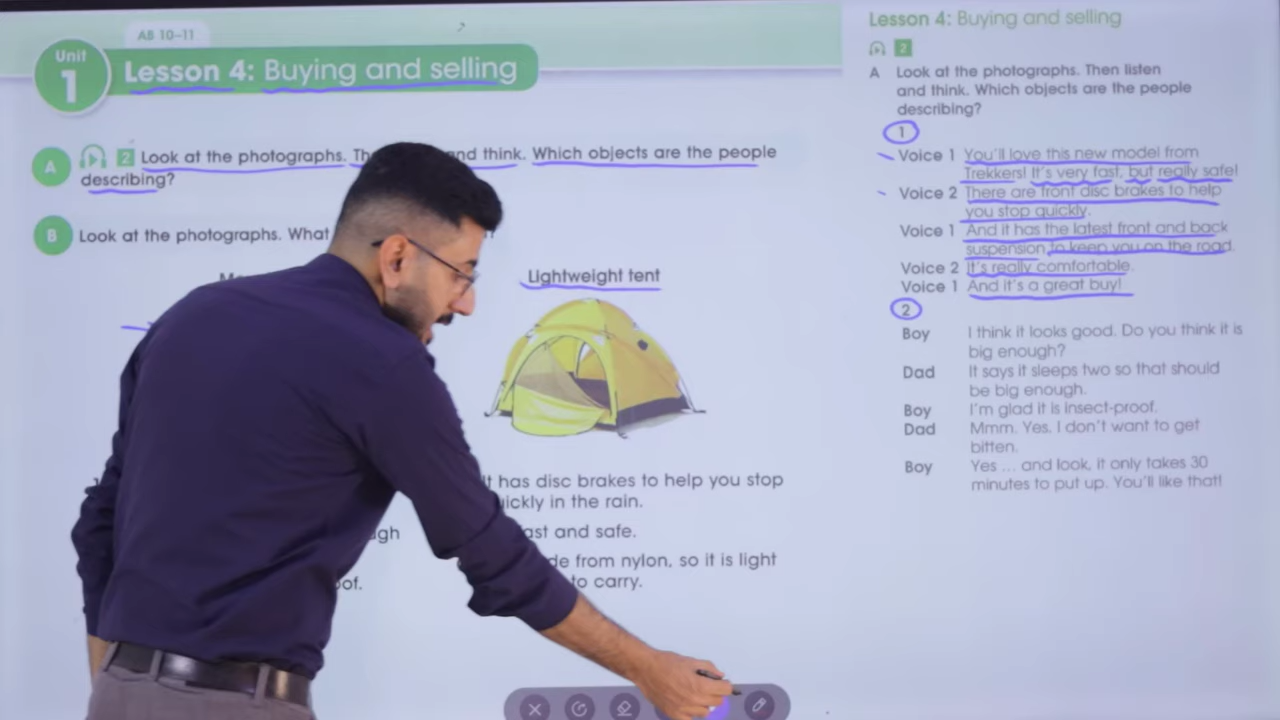 AB 10–11
Unit
1
Lesson 4: Buying and selling
A 2 Look at the photographs. and think. Which objects are the people
describing?
B Look at the photographs. What
Lightweight tent
has disc brakes to help you stop
in the rain.
and safe.
from nylon, so it is light
to carry.
Lesson 4: Buying and selling
2
A Look at the photographs. Then listen
and think. Which objects are the people
describing?
1
Voice 1 You'll love this new model from
Trekkers! It's very fast, but really safe!
Voice 2 There are front disc brakes to help
you stop quickly.
Voice 1 And it has the latest front and back
suspension to keep you on the road.
Voice 2 It's really comfortable.
Voice 1 And it's a great buy!
2
Boy I think it looks good. Do you think it is
big enough?
Dad It says it sleeps two so that should
be big enough.
Boy I'm glad it is insect-proof.
Dad Mmm. Yes, I don't want to get
bitten.
Boy Yes ... and look, it only takes 30
minutes to put up. You'll like that!